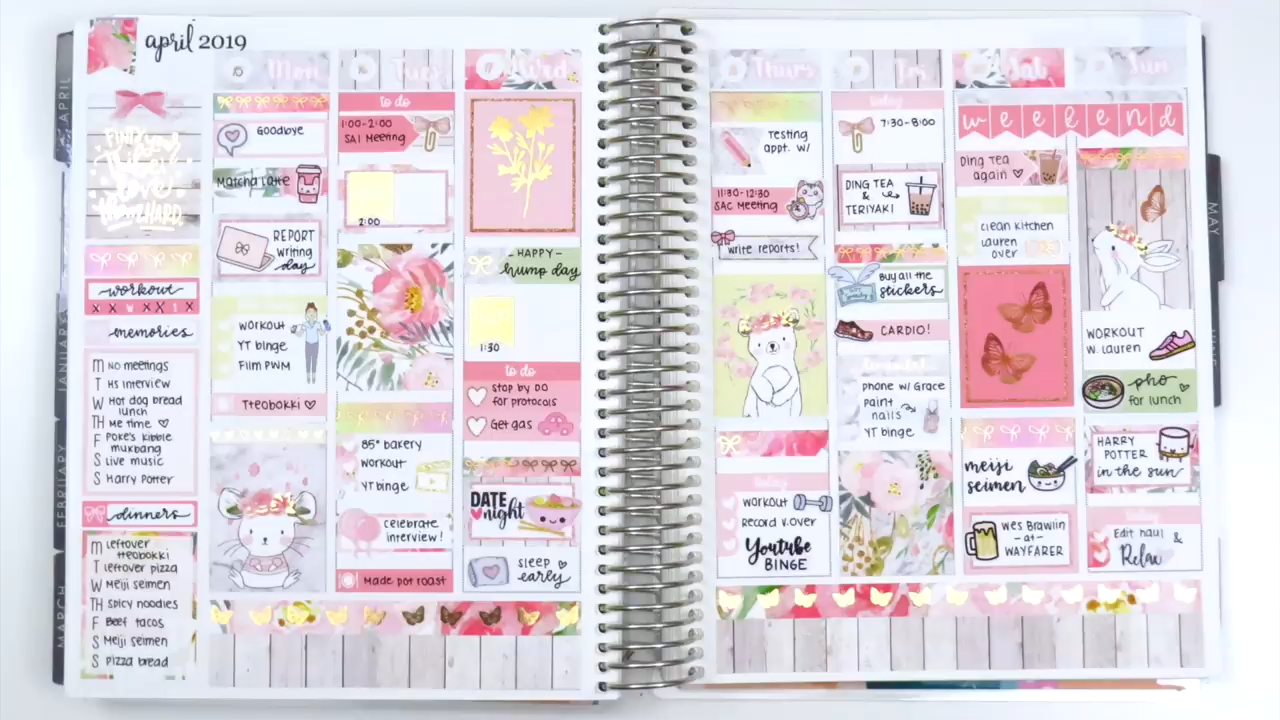 april 2019
Mon
Tues
Wed
Thurs
Fri
Sat
Sun
APRIL
JANUARY
FEBRUARY
MARCH
MAY
workout
X X W X 1 X
memories
M No meetings
T HS interview
W Hot dog bread
lunch
TH Me time
F Poke's kibble
mukbang
S Live music
S Harry Potter
dinners
M Leftover
tteobokki
T leftover pizza
W Meiji seimen
TH spicy noodles
F Beef tacos
S Meiji seimen
S pizza bread
Goodbye
Matcha Latte
REPORT
writing
day
WORKOUT
YT binge
Film PWM
Tteobokki
to do
1:00-2:00
SAI Meeting
2:00
85° bakery
workout
YT binge
celebrate
interview!
Made pot roast
-HAPPY-
hump day
1:30
to do
stop by DO
for protocols
Get gas
DATE
night
SLEEP
early
Testing
appt. w/
11:30-12:30
SAC Meeting
write reports!
today
WORKOUT
Record v.over
Youtube
BINGE
today
7:30-8:00
DING TEA
&
TERIYAKI
Buy all the
stickers
CARDIO!
phone w/ Grace
paint
nails
YT binge
weekend
Ding Tea
again
clean kitchen
Lauren
over
meiji
seimen
Wes Brawiin
-at-
WAYFARER
WORKOUT
W. Lauren
pho
for lunch
HARRY
POTTER
in the sun
today
Edit haul &
Relax